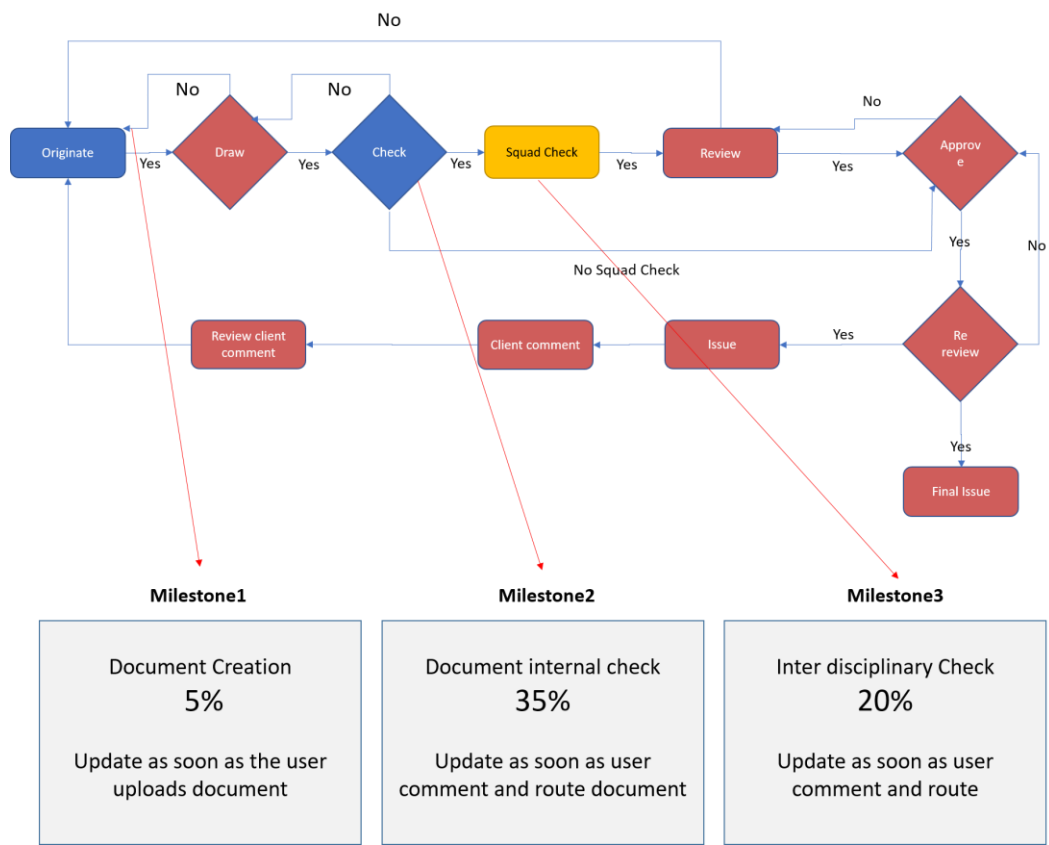 No
No
No
No
Originate
Yes
Draw
Yes
Check
Yes
Squad Check
Yes
Review
Yes
Approv
e
No Squad Check
Yes
No
Review client
comment
Client comment
Issue
Yes
Re
review
Yes
Final Issue
Milestone1
Milestone2
Milestone3
Document Creation
5%
Update as soon as the user
uploads document
Document internal check
35%
Update as soon as user
comment and route document
Inter disciplinary Check
20%
Update as soon as user
comment and route